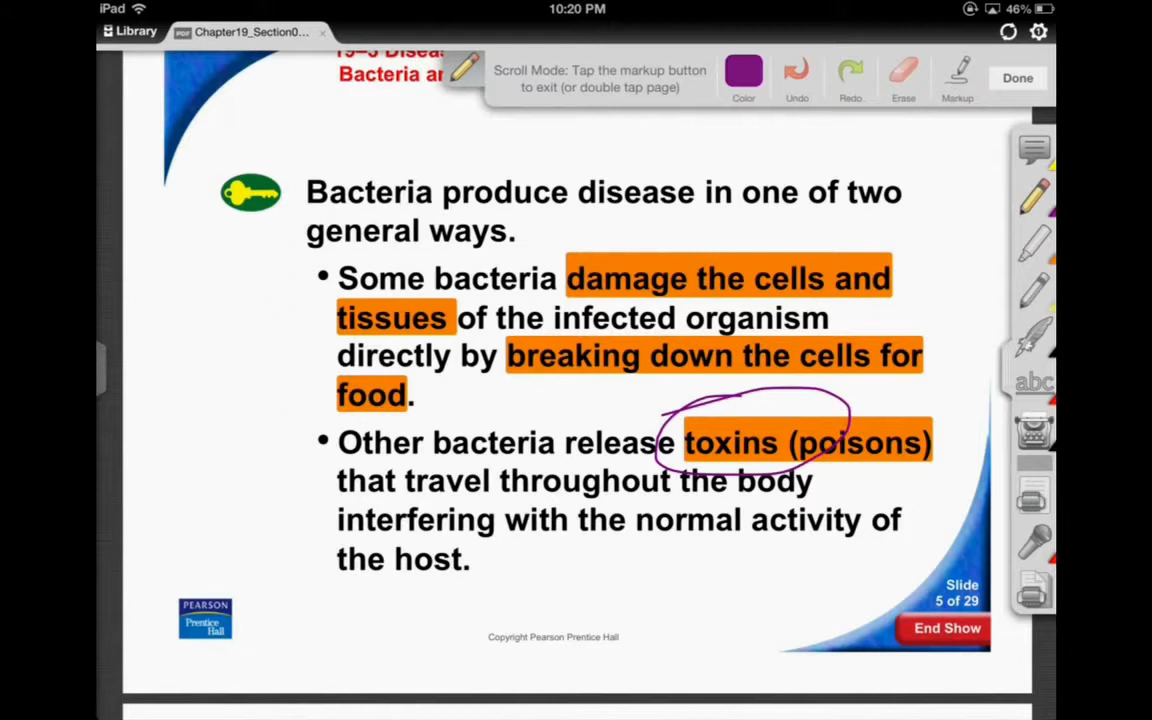 iPad 10:20 PM 46%
Library Chapter19_Section0...
19–3 Disea
Bacteria a
Scroll Mode: Tap the markup button
to exit (or double tap page)
Color Undo Redo Erase Markup
Done
Bacteria produce disease in one of two
general ways.
• Some bacteria damage the cells and
tissues of the infected organism
directly by breaking down the cells for
food.
• Other bacteria release toxins (poisons)
that travel throughout the body
interfering with the normal activity of
the host.
abc
PEARSON
Prentice
Hall
Copyright Pearson Prentice Hall
Slide
5 of 29
End Show